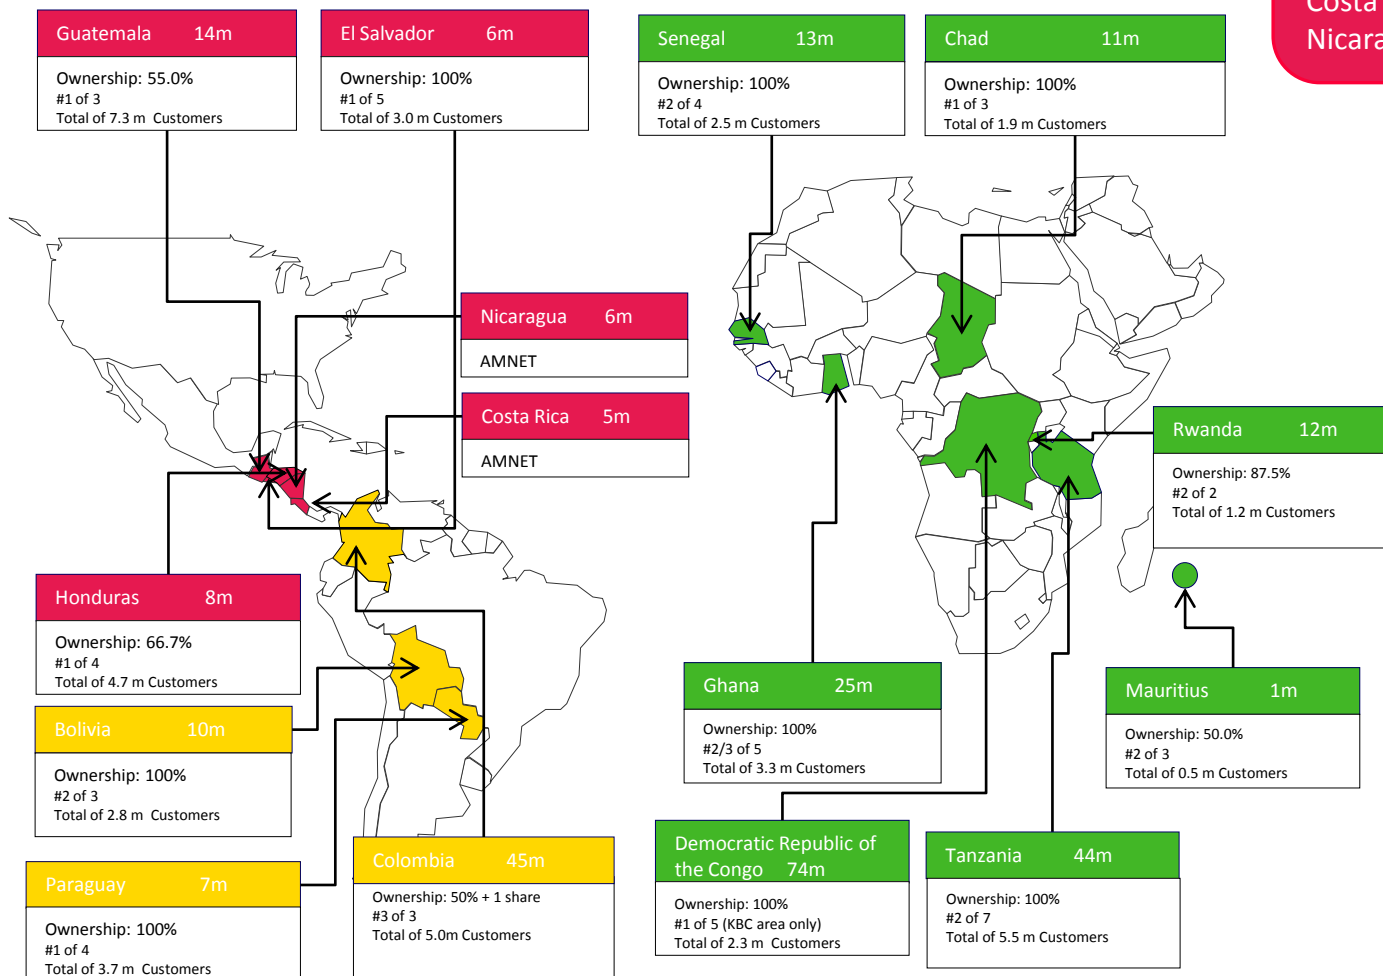 Costa
Nicara
Guatemala 14m
Ownership: 55.0%
#1 of 3
Total of 7.3 m Customers
El Salvador 6m
Ownership: 100%
#1 of 5
Total of 3.0 m Customers
Senegal 13m
Ownership: 100%
#2 of 4
Total of 2.5 m Customers
Chad 11m
Ownership: 100%
#1 of 3
Total of 1.9 m Customers
Nicaragua 6m
AMNET
Costa Rica 5m
AMNET
Rwanda 12m
Ownership: 87.5%
#2 of 2
Total of 1.2 m Customers
Honduras 8m
Ownership: 66.7%
#1 of 4
Total of 4.7 m Customers
Ghana 25m
Ownership: 100%
#2/3 of 5
Total of 3.3 m Customers
Mauritius 1m
Ownership: 50.0%
#2 of 3
Total of 0.5 m Customers
Bolivia 10m
Ownership: 100%
#2 of 3
Total of 2.8 m Customers
Paraguay 7m
Ownership: 100%
#1 of 4
Total of 3.7 m Customers
Colombia 45m
Ownership: 50% + 1 share
#3 of 3
Total of 5.0m Customers
Democratic Republic of
the Congo 74m
Ownership: 100%
#1 of 5 (KBC area only)
Total of 2.3 m Customers
Tanzania 44m
Ownership: 100%
#2 of 7
Total of 5.5 m Customers